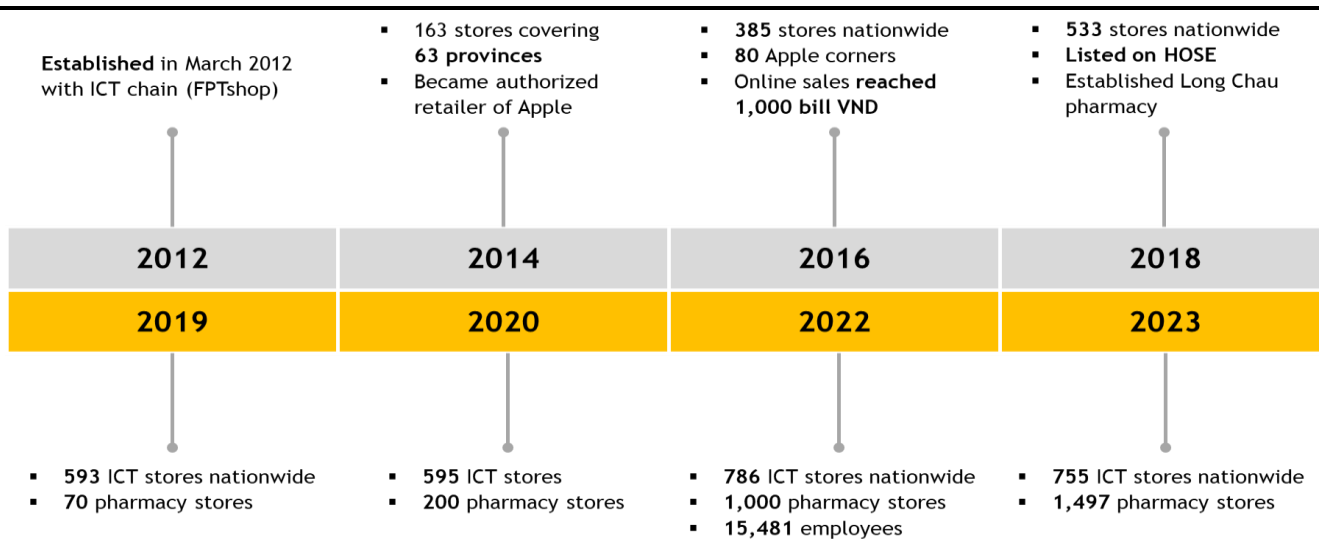 Established in March 2012
with ICT chain (FPTshop)
▪ 163 stores covering
63 provinces
▪ Became authorized
retailer of Apple
▪ 385 stores nationwide
▪ 80 Apple corners
▪ Online sales reached
1,000 bill VND
▪ 533 stores nationwide
▪ Listed on HOSE
▪ Established Long Chau
pharmacy
2012
2014
2016
2018
2019
2020
2022
2023
▪ 593 ICT stores nationwide
▪ 70 pharmacy stores
▪ 595 ICT stores
▪ 200 pharmacy stores
▪ 786 ICT stores nationwide
▪ 1,000 pharmacy stores
▪ 15,481 employees
▪ 755 ICT stores nationwide
▪ 1,497 pharmacy stores